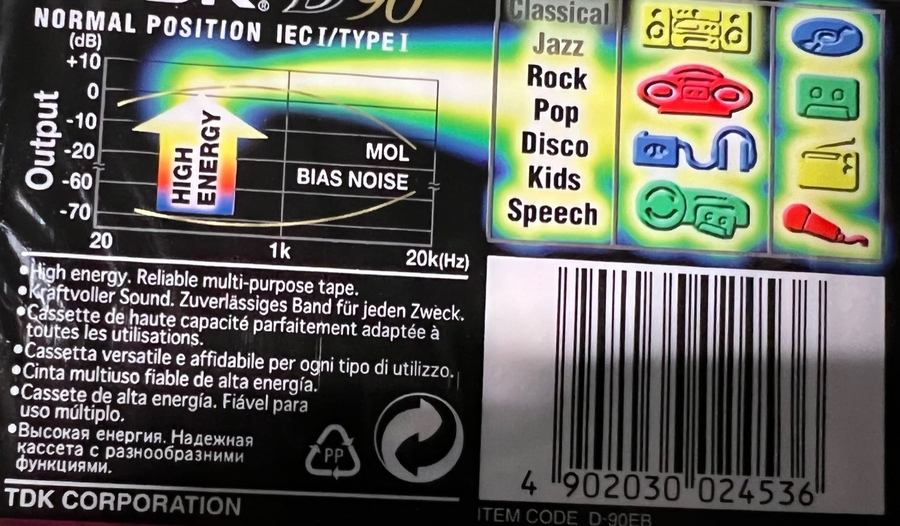 TDK® D90
NORMAL POSITION IEC I/TYPE I
(dB)
+10
0
-10
-20
-60
-70
Output
HIGH
ENERGY
MOL
BIAS NOISE
20
1k
20k(Hz)
Classical
Jazz
Rock
Pop
Disco
Kids
Speech
•High energy. Reliable multi-purpose tape.
•Kraftvoller Sound. Zuverlässiges Band für jeden Zweck.
•Cassette de haute capacité parfaitement adaptée à
toutes les utilisations.
•Cassetta versatile e affidabile per ogni tipo di utilizzo.
•Cinta multiuso fiable de alta energía.
•Cassete de alta energía. Fiável para
uso múltiplo.
•Высокая енергия. Надежная
кассета с разнообразними
функциями.
PP
TDK CORPORATION
4 902030 024536
ITEM CODE D-90EB